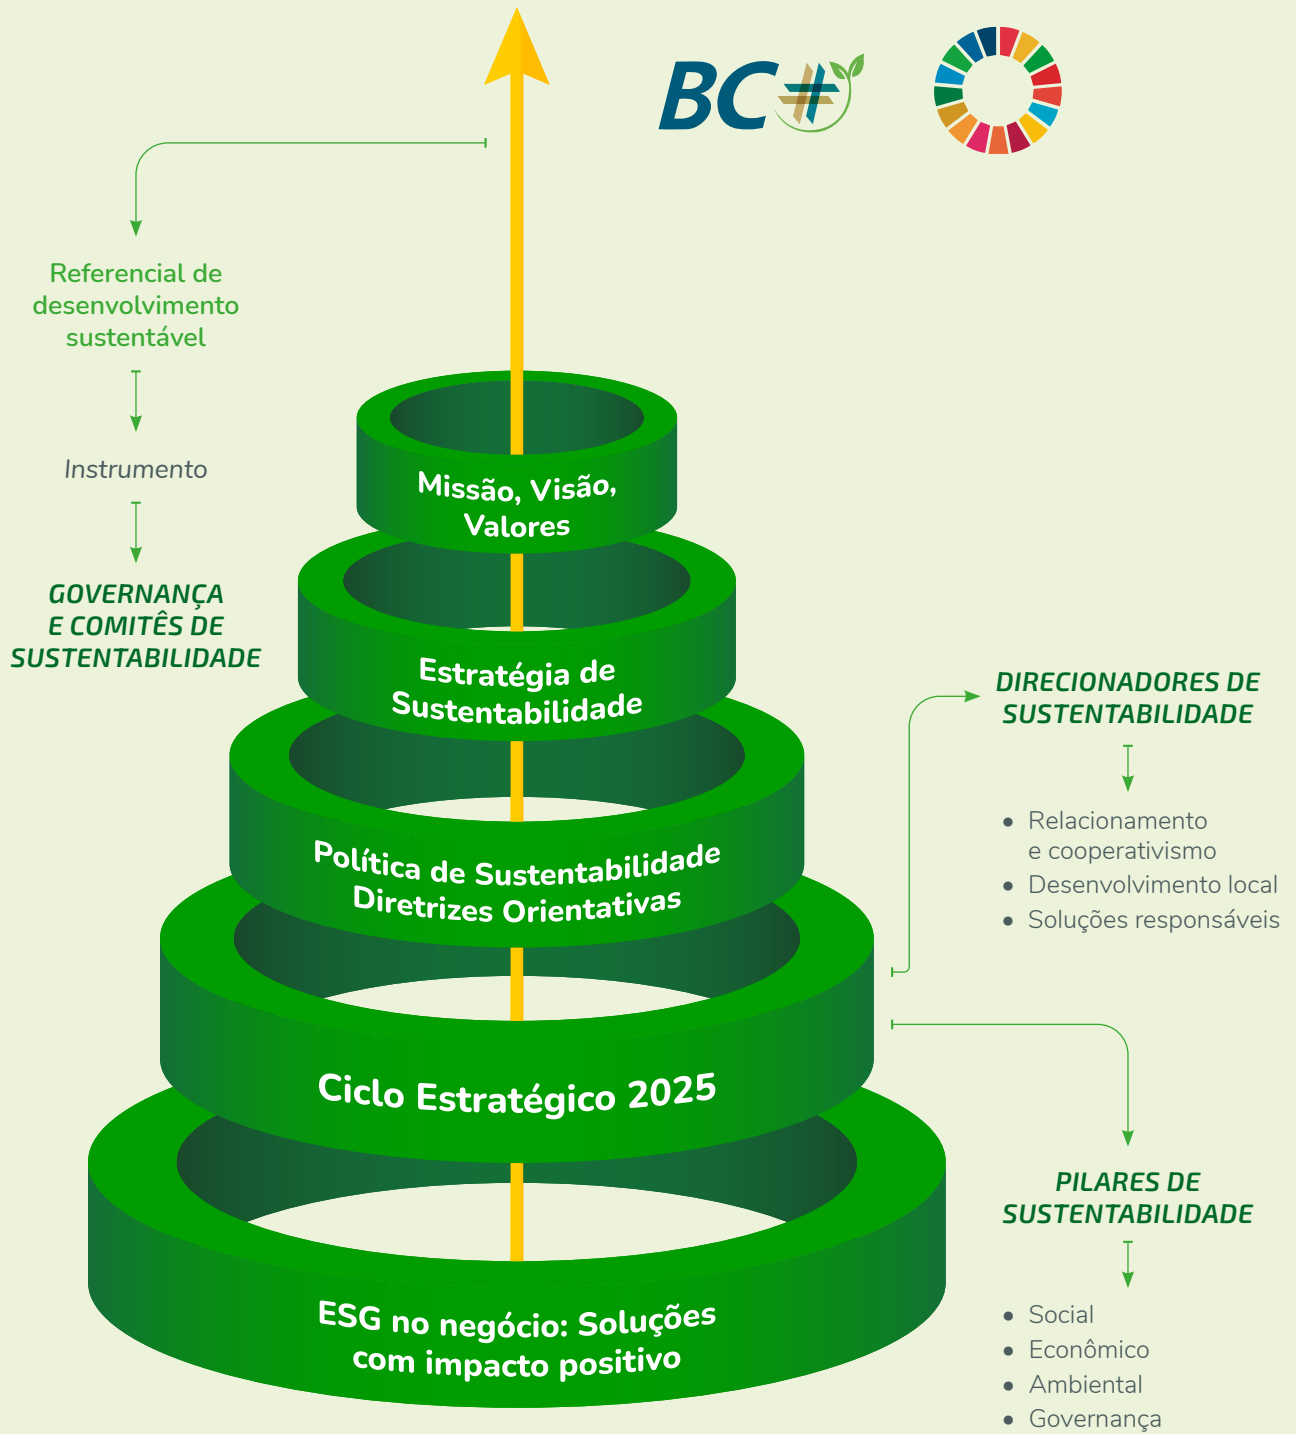 BC#
Referencial de
desenvolvimento
sustentável
Instrumento
GOVERNANÇA
E COMITÊS DE
SUSTENTABILIDADE
Missão, Visão,
Valores
Estratégia de
Sustentabilidade
Política de Sustentabilidade
Diretrizes Orientativas
Ciclo Estratégico 2025
ESG no negócio: Soluções
com impacto positivo
DIRECIONADORES DE
SUSTENTABILIDADE
• Relacionamento
e cooperativismo
• Desenvolvimento local
• Soluções responsáveis
PILARES DE
SUSTENTABILIDADE
• Social
• Econômico
• Ambiental
• Governança